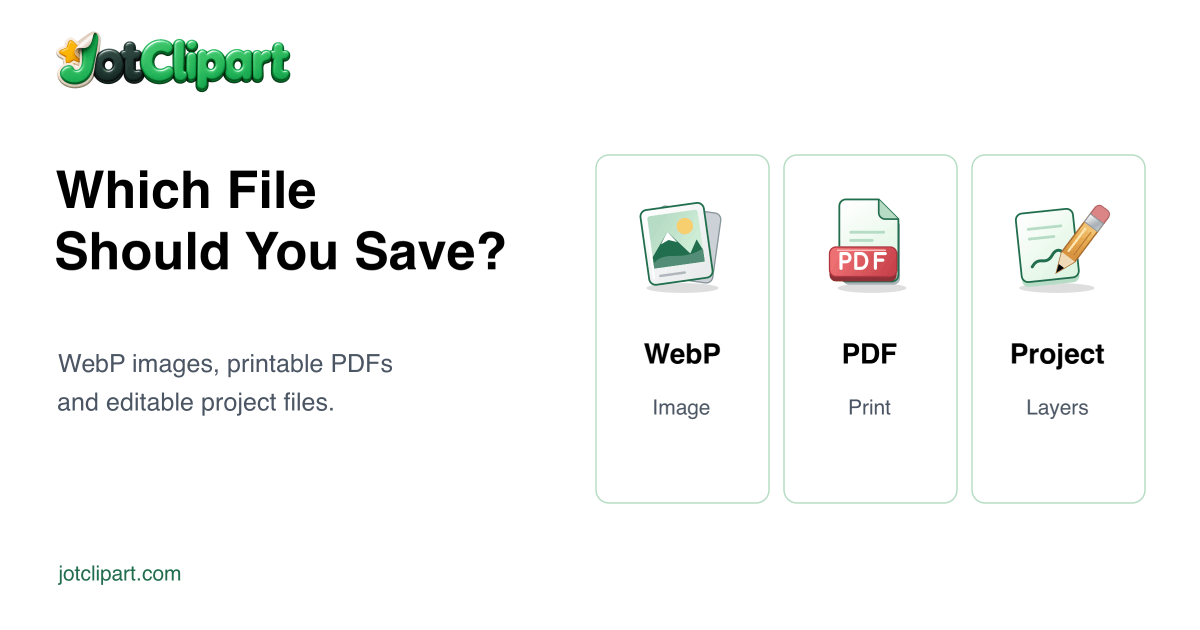 JotClipart
Which File
Should You Save?
WebP images, printable PDFs
and editable project files.
jotclipart.com
WebP
Image
PDF
PDF
Print
Project
Layers